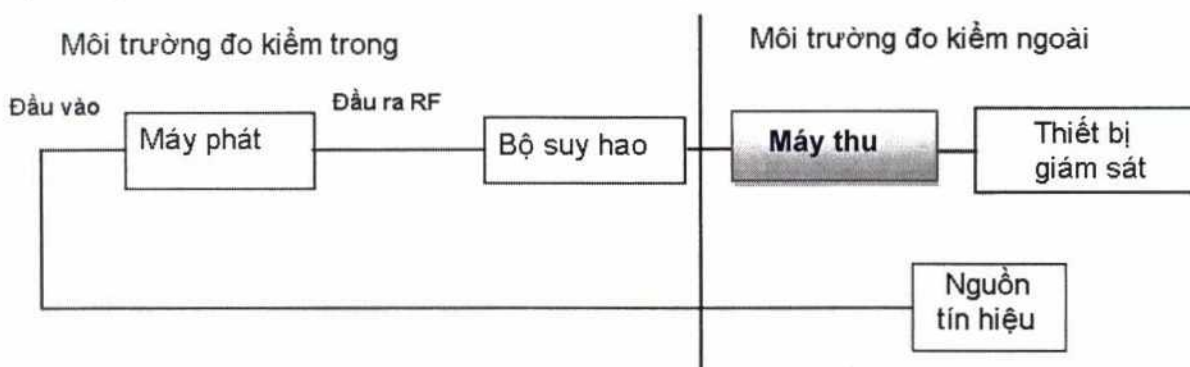 Môi trường đo kiểm trong
Môi trường đo kiểm ngoài
Đầu vào
Đầu ra RF
Máy phát
Bộ suy hao
Máy thu
Thiết bị
giám sát
Nguồn
tín hiệu